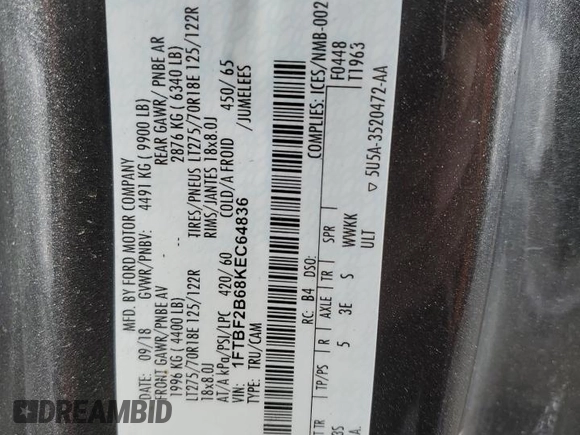 MFD. BY FORD MOTOR COMPANY
09/18 GVWR/PNBV: 4491 KG ( 9900 LB)
FRONT GAWR/ PNBE AV REAR GAWR/ PNBE AR
1996 KG ( 4400 LB) 2876 KG ( 6340 LB)
LT275/70R18E 125/122R TIRES/PNEUS LT275/70R18E 125/122R
18x8.0J RIMS/JANTES 18x8.0J
AT/A kPa/PSI/LPC 420/60 COLD/A FROID 450/ 65
VIN: 1FTBF2B68KEC64836 /JUMELEES
TYPE: TRU/CAM
COMPLIES: ICES/NMB-002
F0448
T1963
RC: B4 DSO:
TR TP/PS R AXLE TR SPR
5 3E S WWKK
ULT
▽ 5U5A-3520472-AA
DREAMBID